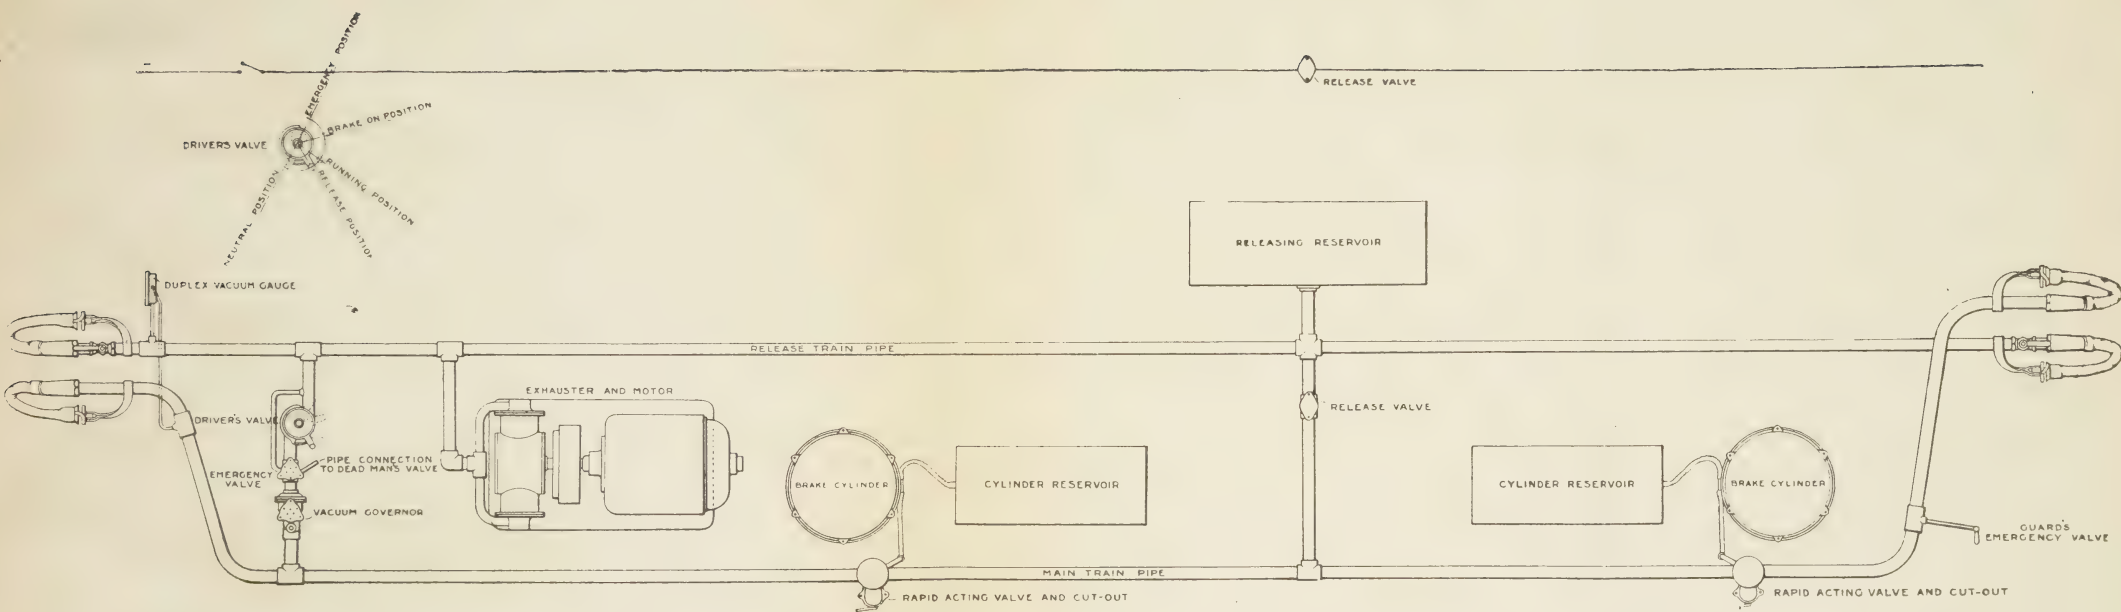 EMERGENCY POSITION
RELEASE VALVE
BRAKE ON POSITION
DRIVERS VALVE
RUNNING POSITION
RELEASE POSITION
NEUTRAL POSITION
RELEASING RESERVOIR
DUPLEX VACUUM GAUGE
RELEASE TRAIN PIPE
EXHAUSTER AND MOTOR
DRIVER'S VALVE
RELEASE VALVE
PIPE CONNECTION
TO DEAD MAN'S VALVE
EMERGENCY
VALVE
BRAKE CYLINDER
CYLINDER RESERVOIR
CYLINDER RESERVOIR
BRAKE CYLINDER
VACUUM GOVERNOR
GUARD'S
EMERGENCY VALVE
MAIN TRAIN PIPE
RAPID ACTING VALVE AND CUT-OUT
RAPID ACTING VALVE AND CUT-OUT